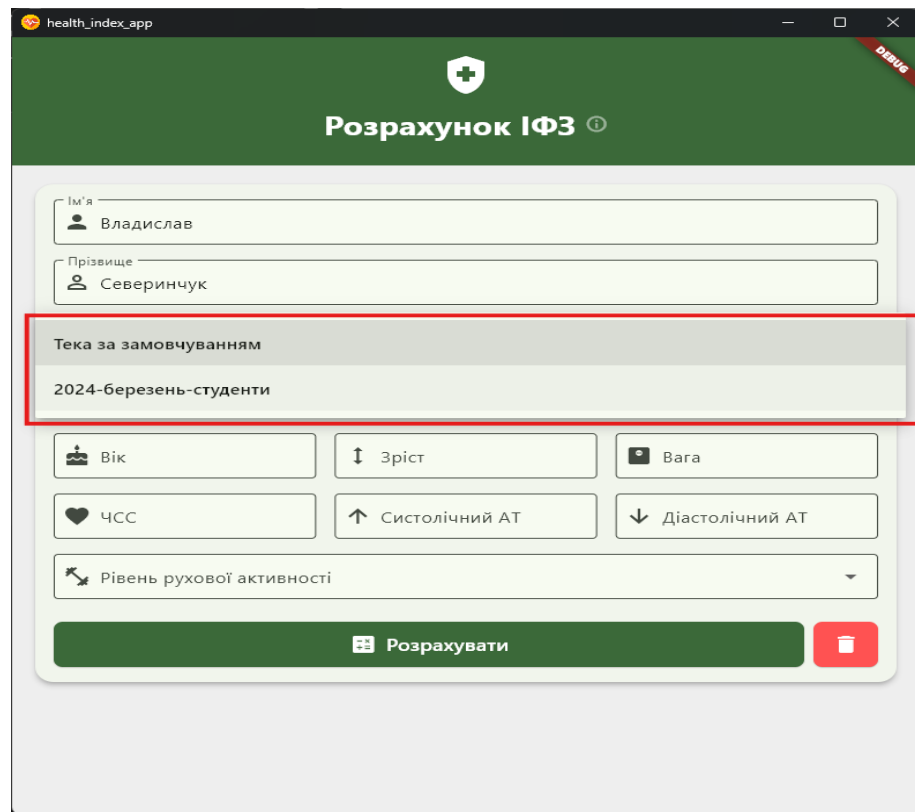 health_index_app
DEBUG
Розрахунок ІФЗ
Ім'я
Владислав
Прізвище
Северинчук
Тека за замовчуванням
2024-березень-студенти
Вік Зріст Вага
ЧСС Систолічний АТ Діастолічний АТ
Рівень рухової активності
Розрахувати